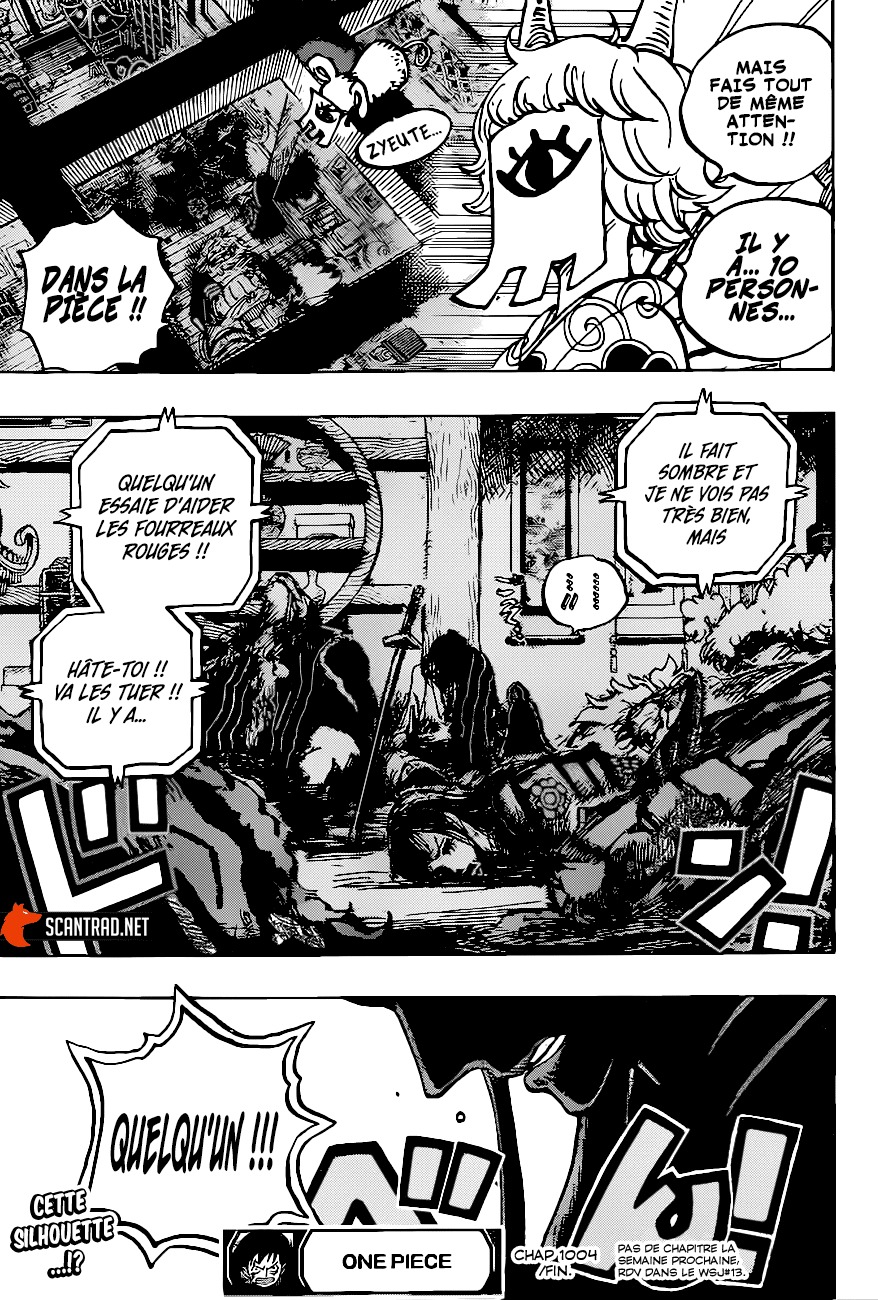 MAIS
FAIS TOUT
DE MÊME
ATTEN-
TION !!
ZYEUTE...
IL Y
A... 10
PERSON-
NES...
DANS LA
PIÈCE !!
IL FAIT
SOMBRE ET
JE NE VOIS PAS
TRÈS BIEN,
MAIS
QUELQU'UN
ESSAIE D'AIDER
LES FOURREAUX
ROUGES !!
HÂTE-TOI !!
VA LES TUER !!
IL Y A...
SCANTRAD.NET
QUELQU'UN !!!
CETTE
SILHOUETTE
...!?
ONE PIECE
CHAP. 1004
/FIN.
PAS DE CHAPITRE LA
SEMAINE PROCHAINE,
RDV DANS LE WSJ#13.